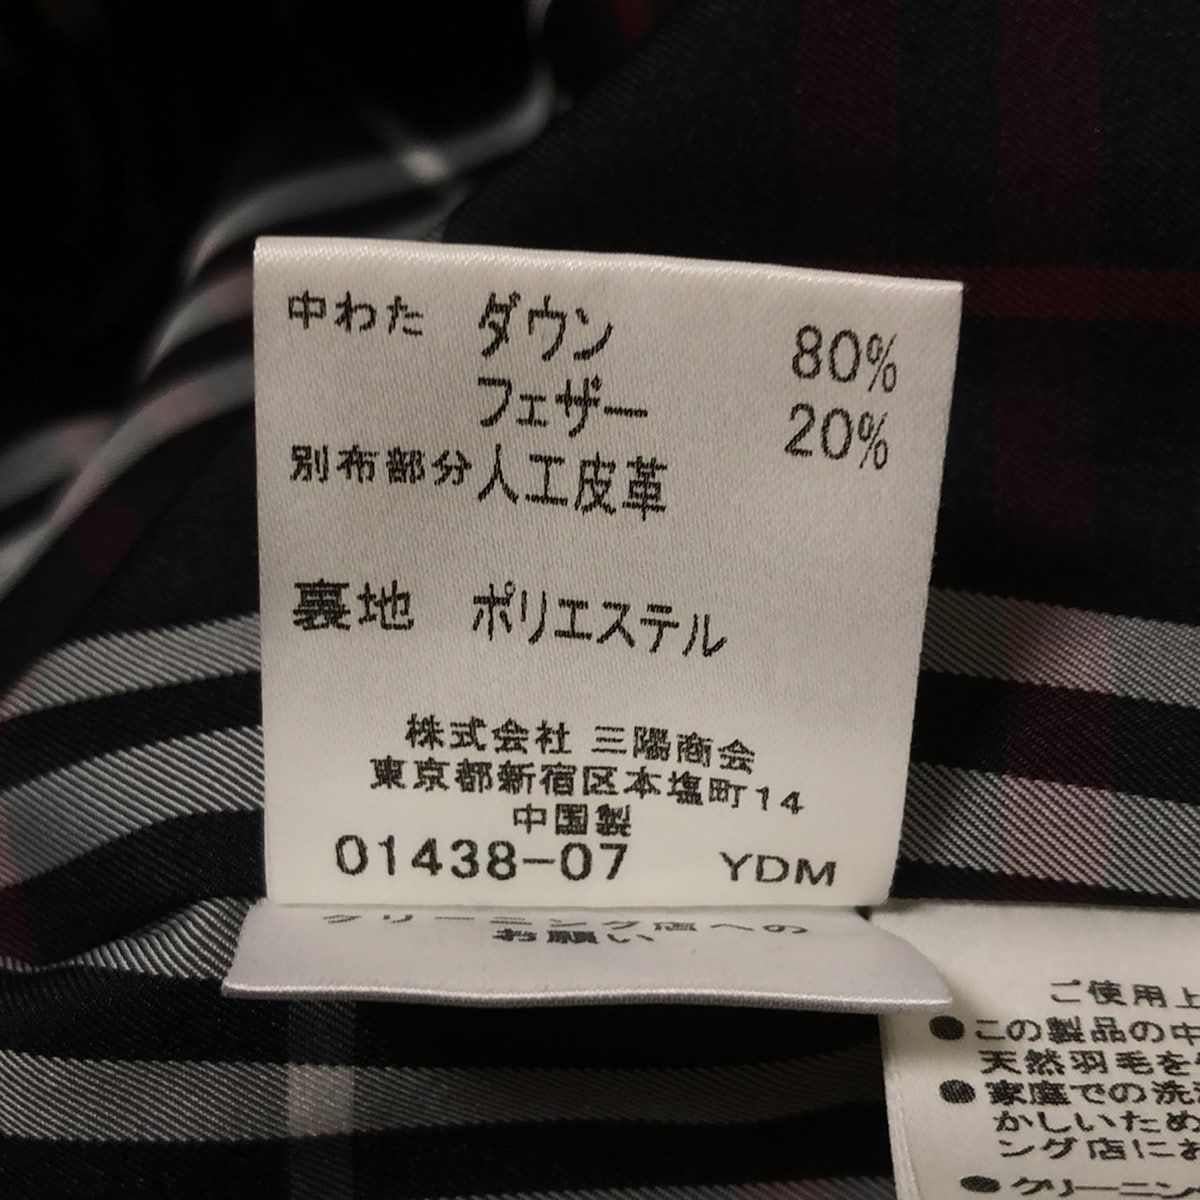 中わた ダウン 80%
フェザー 20%
別布部分 人工皮革
裏地 ポリエステル
株式会社 三陽商会
東京都新宿区本塩町14
中国製
01438-07 YDM
クリーニング店への
お願い
ご使用上
●この製品の中
天然羽毛を
●家庭での洗
かしいため
ング店にお
●クリーニン